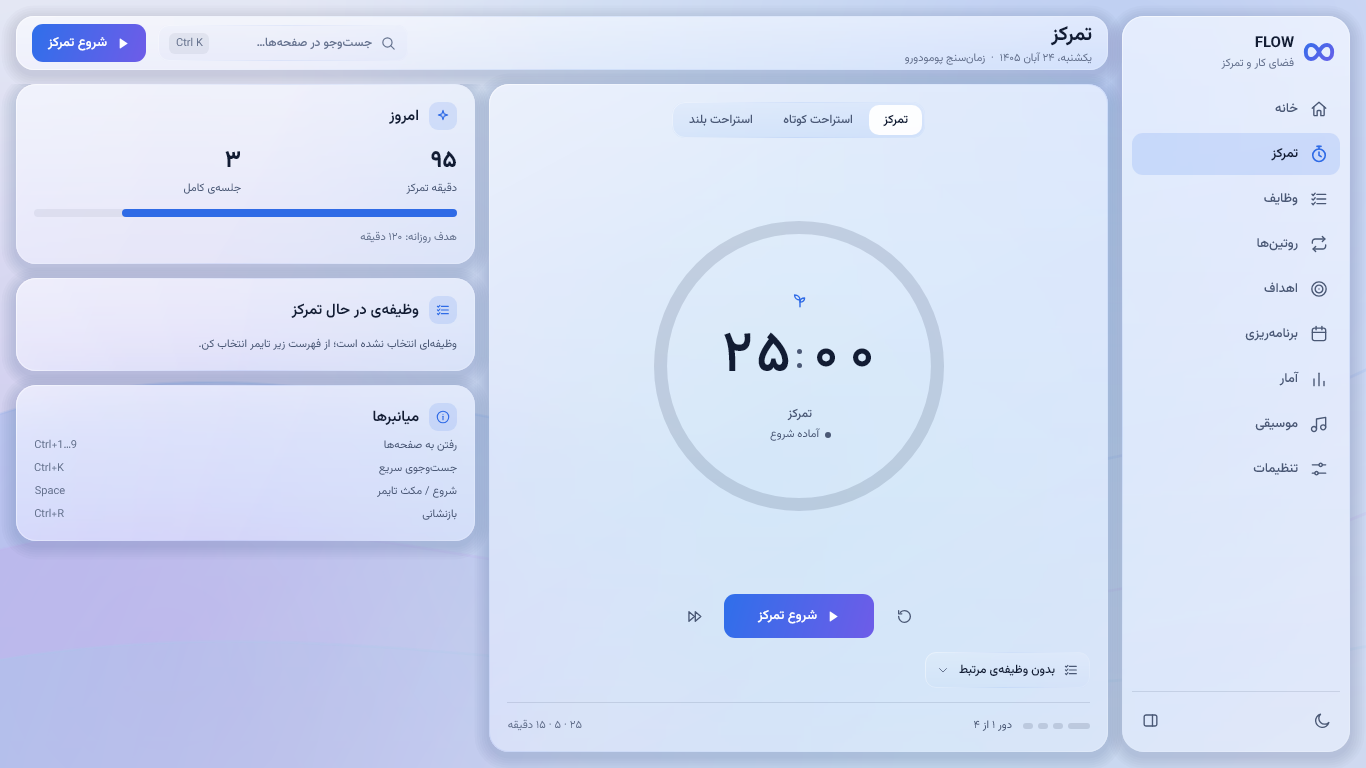 FLOW
فضای کار و تمرکز
خانه
تمرکز
وظایف
روتین‌ها
اهداف
برنامه‌ریزی
آمار
موسیقی
تنظیمات
تمرکز
یکشنبه، ۲۴ آبان ۱۴۰۵ · زمان‌سنج پومودورو
جست‌وجو در صفحه‌ها...
Ctrl K
شروع تمرکز
تمرکز
استراحت کوتاه
استراحت بلند
۲۵:۰۰
تمرکز
آماده شروع
شروع تمرکز
بدون وظیفه‌ی مرتبط
دور ۱ از ۴
۲۵ · ۵ · ۱۵ دقیقه
امروز
۹۵
دقیقه تمرکز
۳
جلسه‌ی کامل
هدف روزانه: ۱۲۰ دقیقه
وظیفه‌ی در حال تمرکز
وظیفه‌ای انتخاب نشده است؛ از فهرست زیر تایمر انتخاب کن.
میانبرها
رفتن به صفحه‌ها Ctrl+1…9
جست‌وجوی سریع Ctrl+K
شروع / مکث تایمر Space
بازنشانی Ctrl+R